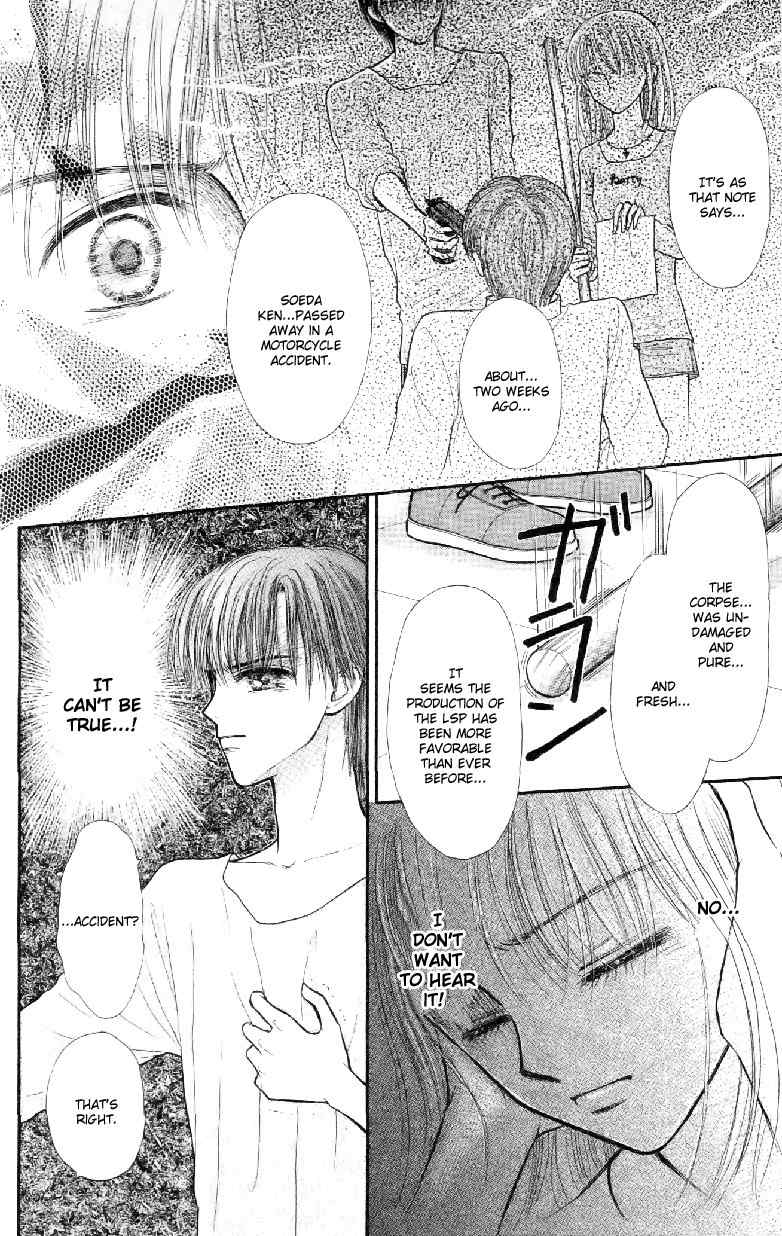 IT'S AS
THAT NOTE
SAYS...
Betty
ABOUT...
TWO WEEKS
AGO...
SOEDA
KEN...PASSED
AWAY IN A
MOTORCYCLE
ACCIDENT.
THE
CORPSE...
WAS UN-
DAMAGED
AND
PURE...
AND
FRESH...
ガラン
IT
SEEMS THE
PRODUCTION OF
THE LSP HAS
BEEN MORE
FAVORABLE
THAN EVER
BEFORE...
IT
CAN'T BE
TRUE...!
...ACCIDENT?
THAT'S
RIGHT.
NO...
I
DON'T
WANT
TO HEAR
IT!